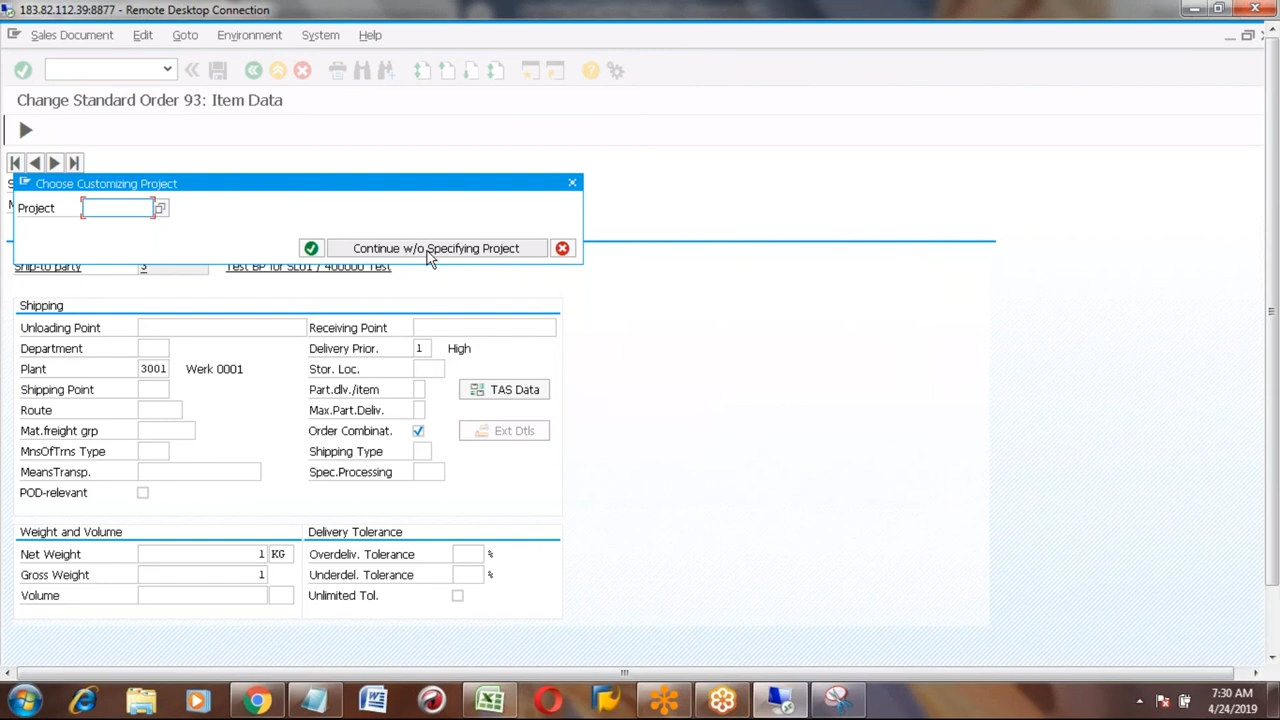 183.82.112.39:8877 - Remote Desktop Connection
Sales Document Edit Goto Environment System Help
Change Standard Order 93: Item Data
Choose Customizing Project
Project
Continue w/o Specifying Project
Ship-to party 3 Test BP for SL01 / 400000 Test
Shipping
Unloading Point Receiving Point
Department Delivery Prior. 1 High
Plant 3001 Werk 0001 Stor. Loc.
Shipping Point Part.dlv./item TAS Data
Route Max.Part.Deliv.
Mat.freight grp Order Combinat. Ext Dtls
MnsOfTrns Type Shipping Type
MeansTransp. Spec.Processing
POD-relevant
Weight and Volume Delivery Tolerance
Net Weight 1 KG Overdeliv. Tolerance %
Gross Weight 1 Underdel. Tolerance %
Volume Unlimited Tol.
7:30 AM
4/24/2019